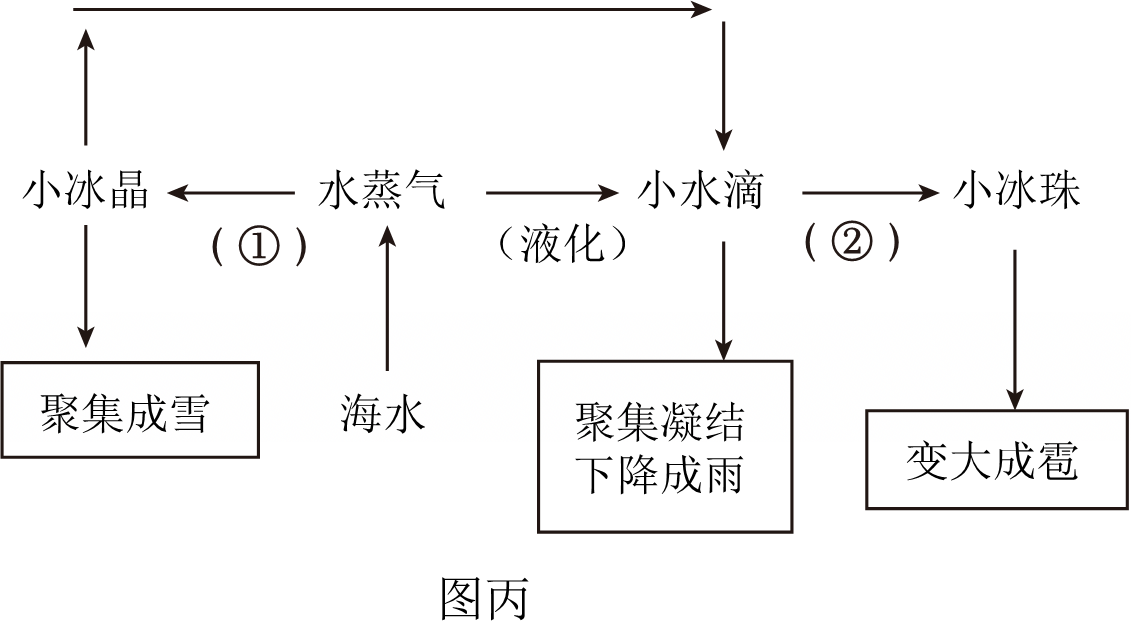 小冰晶
水蒸气
小水滴
小冰珠
(①)
（液化）
(②)
聚集成雪
海水
聚集凝结
下降成雨
变大成雹
图丙